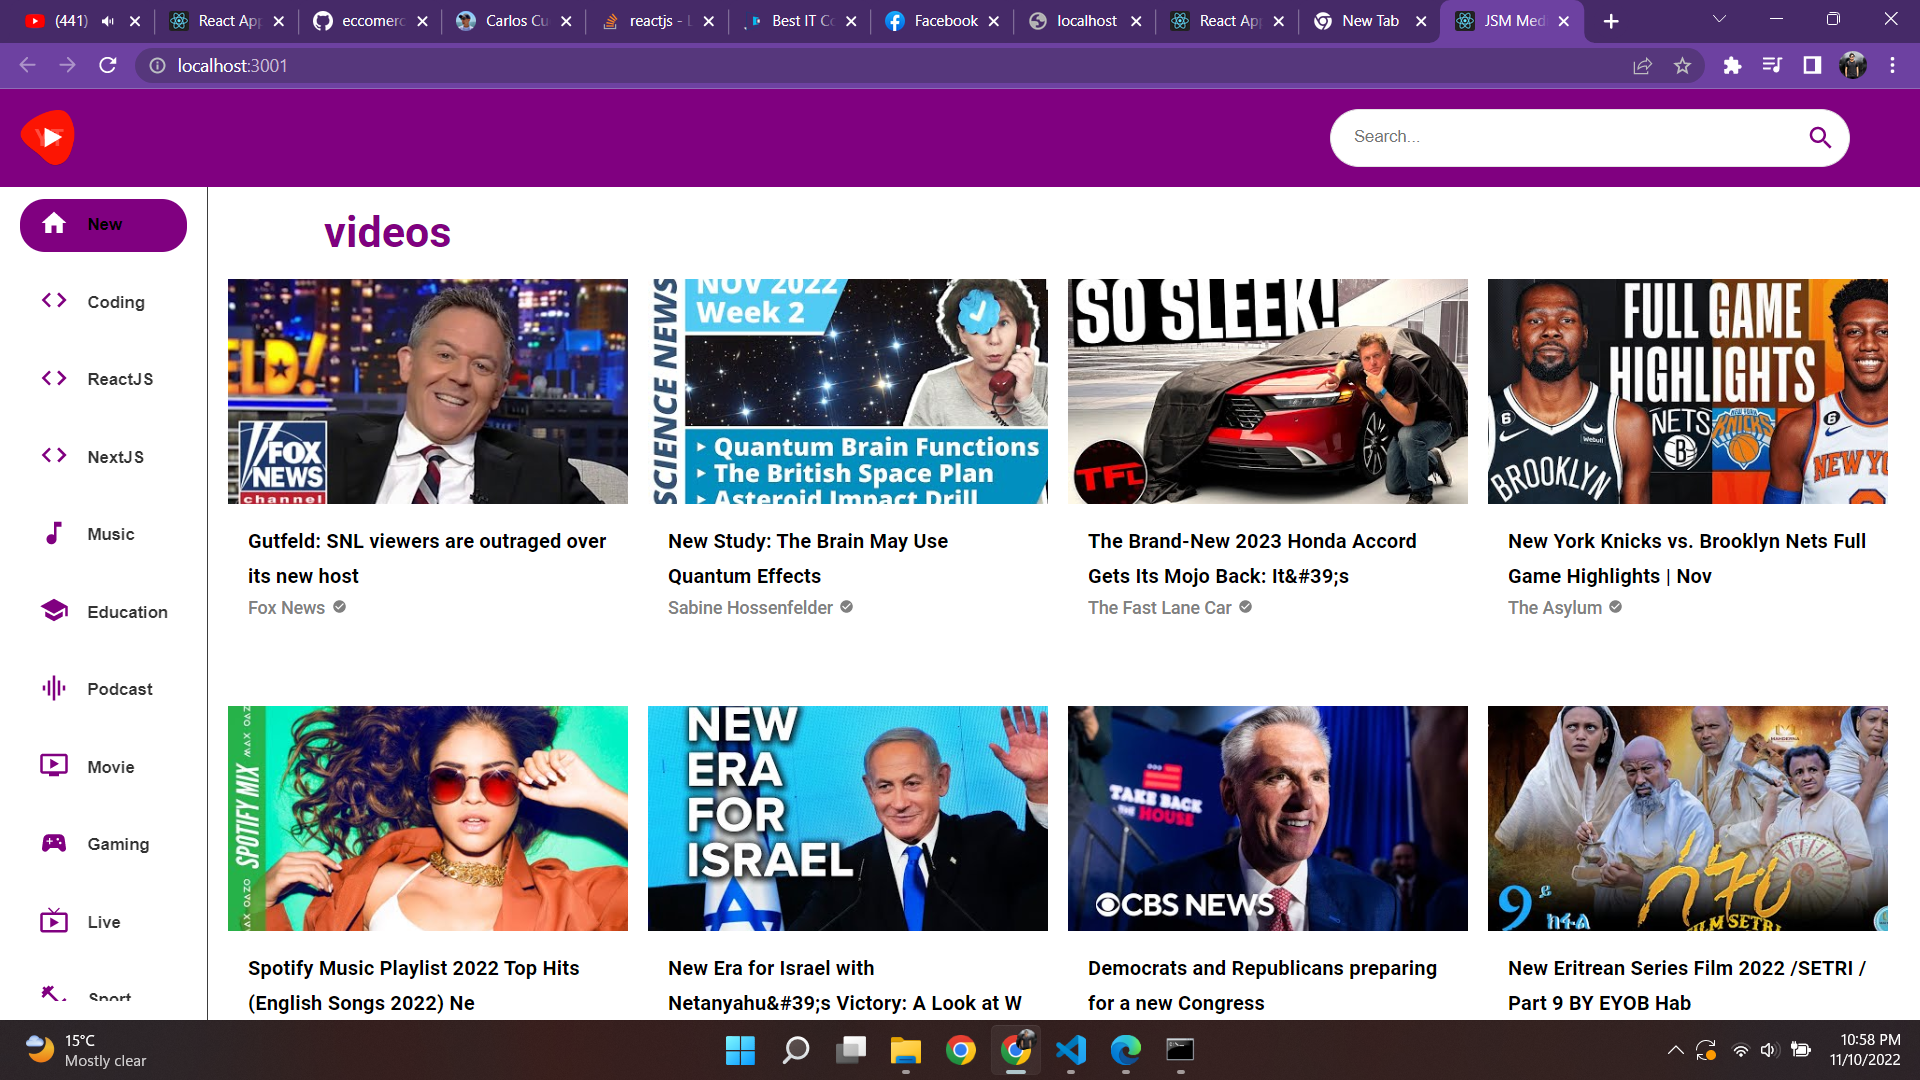 (441)
React Ap
eccomerc
Carlos Cu
reactjs - L
Best IT Co
Facebook
localhost
React Ap
New Tab
JSM Med
localhost:3001
Search...
New
Coding
ReactJS
NextJS
Music
Education
Podcast
Movie
Gaming
Live
Sport
videos
FOX
NEWS
channel
Gutfeld: SNL viewers are outraged over
its new host
Fox News
SCIENCE NEWS
NOV 2022
Week 2
Quantum Brain Functions
The British Space Plan
Asteroid Impact Drill
New Study: The Brain May Use
Quantum Effects
Sabine Hossenfelder
SO SLEEK!
TFL
The Brand-New 2023 Honda Accord
Gets Its Mojo Back: It&#39;s
The Fast Lane Car
FULL GAME
HIGHLIGHTS
NETS
KNICKS
6
6
Webull
BROOKLYN
NEW Y
New York Knicks vs. Brooklyn Nets Full
Game Highlights | Nov
The Asylum
SPOTIFY MIX
Spotify Music Playlist 2022 Top Hits
(English Songs 2022) Ne
NEW
ERA
FOR
ISRAEL
New Era for Israel with
Netanyahu&#39;s Victory: A Look at W
TAKE BACK
THE HOUSE
CBS NEWS
Democrats and Republicans preparing
for a new Congress
9 ይ
ክፋል
ሰትሪ
FILM SETRI
New Eritrean Series Film 2022 /SETRI /
Part 9 BY EYOB Hab
15°C
Mostly clear
10:58 PM
11/10/2022